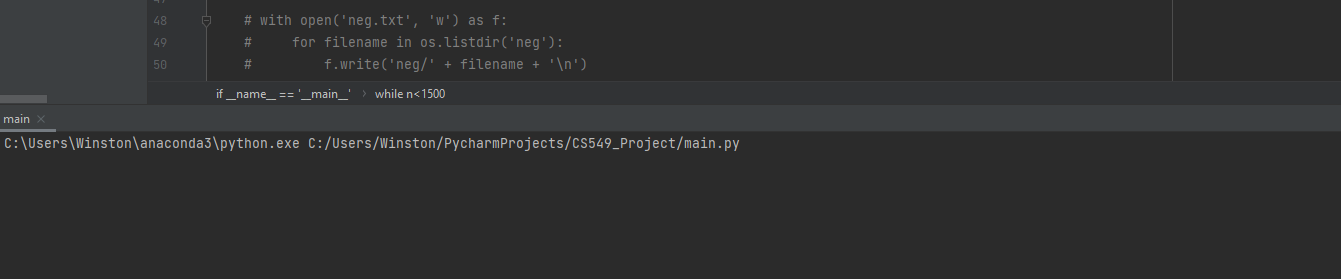 48 # with open('neg.txt', 'w') as f:
49 #     for filename in os.listdir('neg'):
50 #         f.write('neg/' + filename + '\n')
if __name__ == '__main__' › while n<1500
main ×
C:\Users\Winston\anaconda3\python.exe C:/Users/Winston/PycharmProjects/CS549_Project/main.py